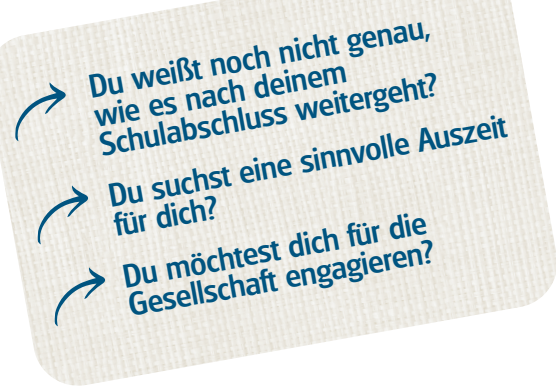 Du weißt noch nicht genau,
wie es nach deinem
Schulabschluss weitergeht?
Du suchst eine sinnvolle Auszeit
für dich?
Du möchtest dich für die
Gesellschaft engagieren?